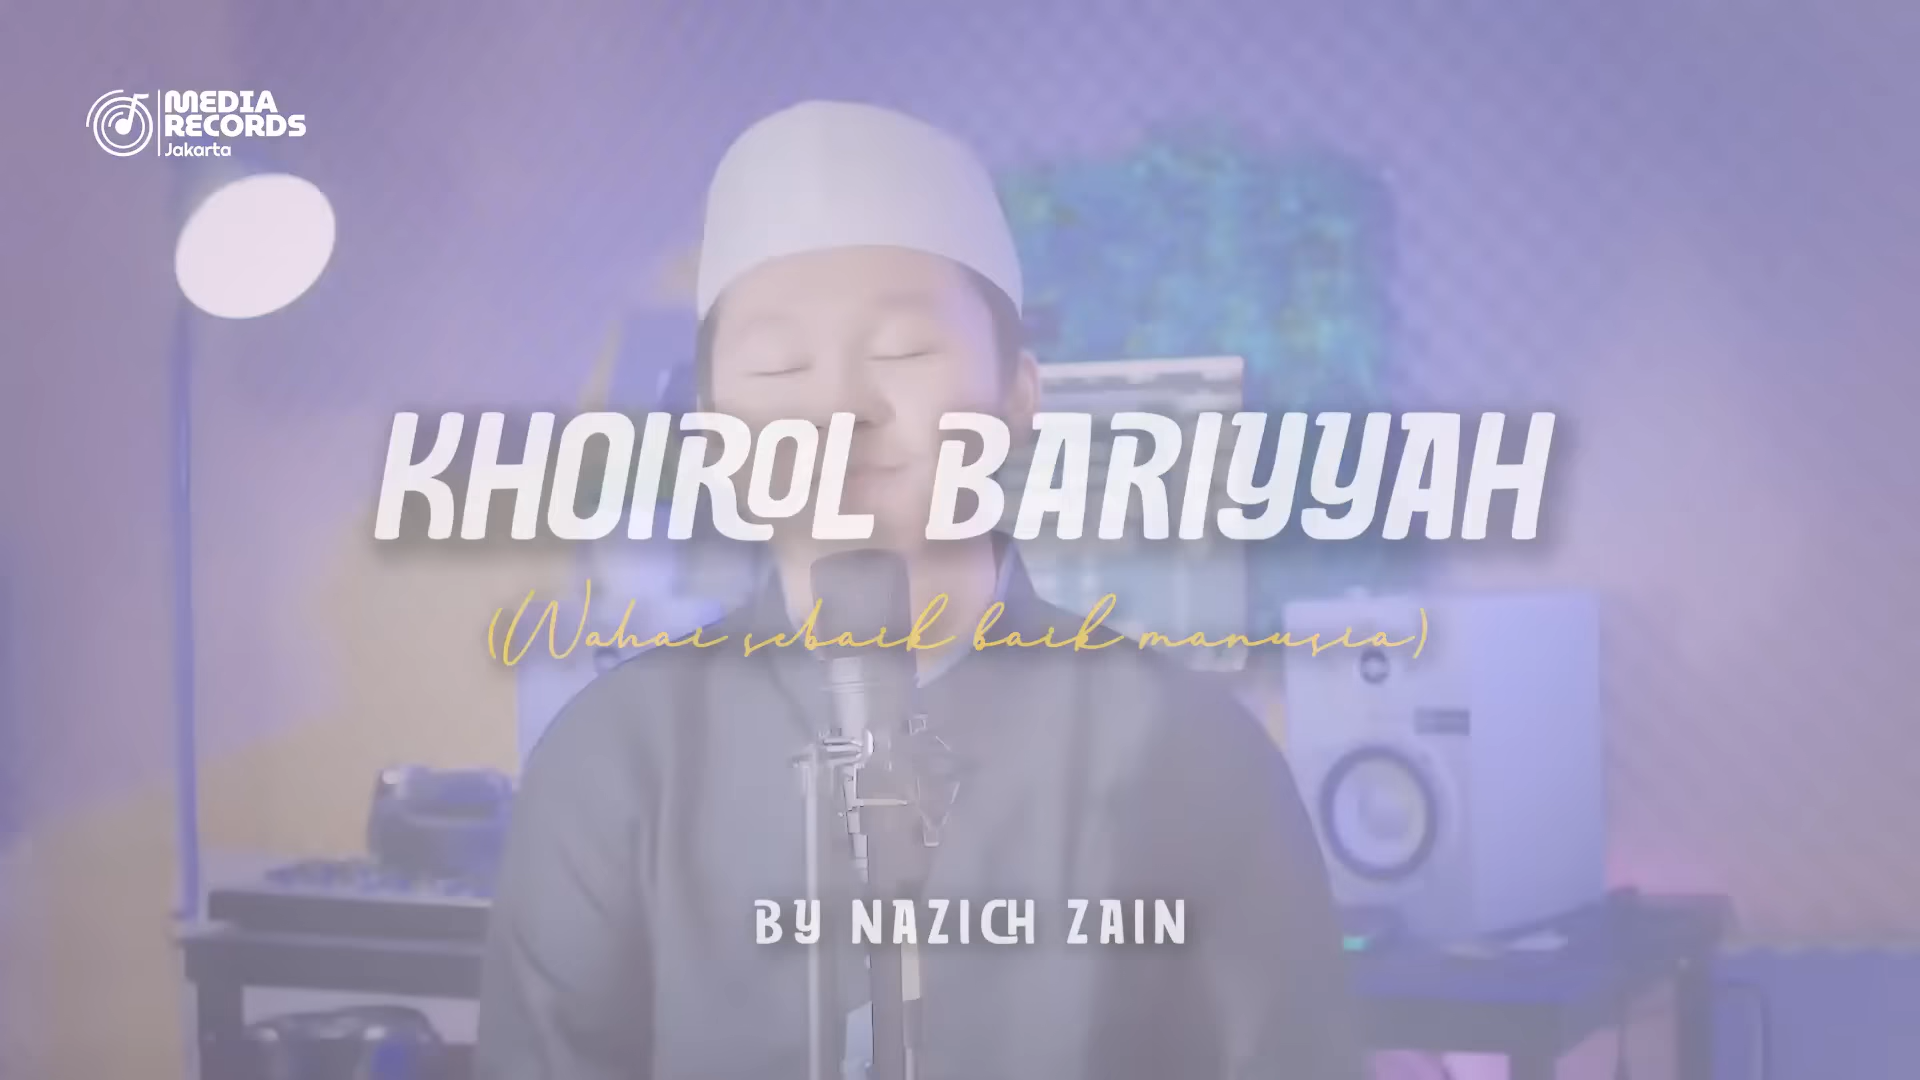 MEDIA
RECORDS
Jakarta
KHOIROL BARIYYAH
(Wahai sebaik baik manusia)
BY NAZICH ZAIN